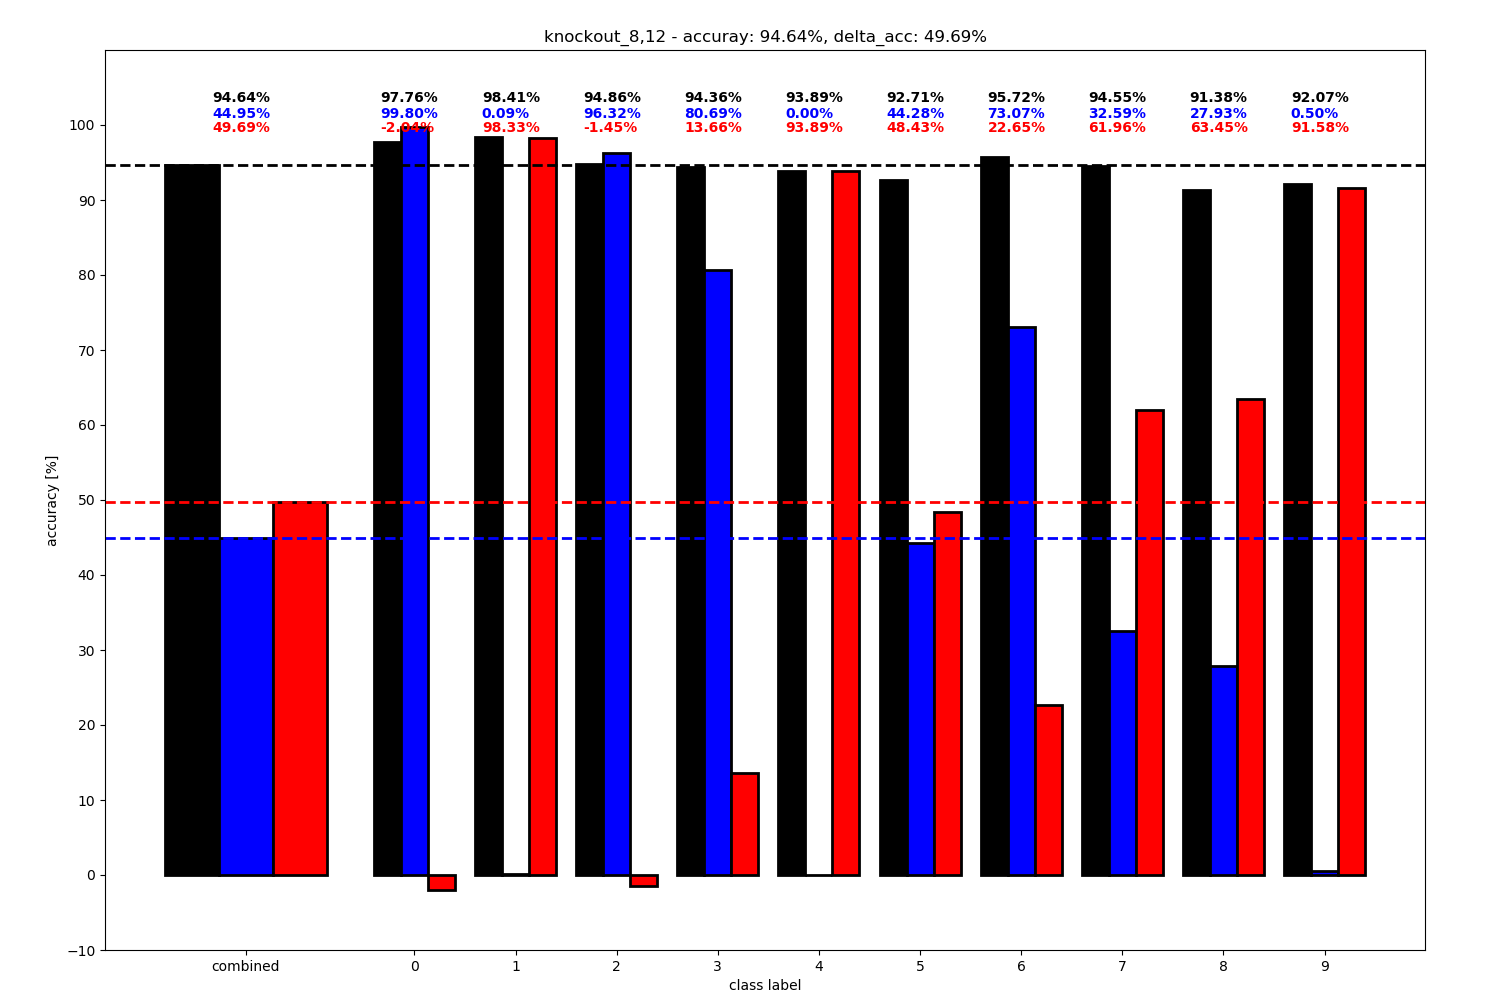 knockout_8,12 - accuray: 94.64%, delta_acc: 49.69%
94.64% 97.76% 98.41% 94.86% 94.36% 93.89% 92.71% 95.72% 94.55% 91.38% 92.07%
44.95% 99.80% 0.09% 96.32% 80.69% 0.00% 44.28% 73.07% 32.59% 27.93% 0.50%
49.69% -2.04% 98.33% -1.45% 13.66% 93.89% 48.43% 22.65% 61.96% 63.45% 91.58%
100
90
80
70
60
50
40
30
20
10
0
−10
accuracy [%]
combined 0 1 2 3 4 5 6 7 8 9
class label